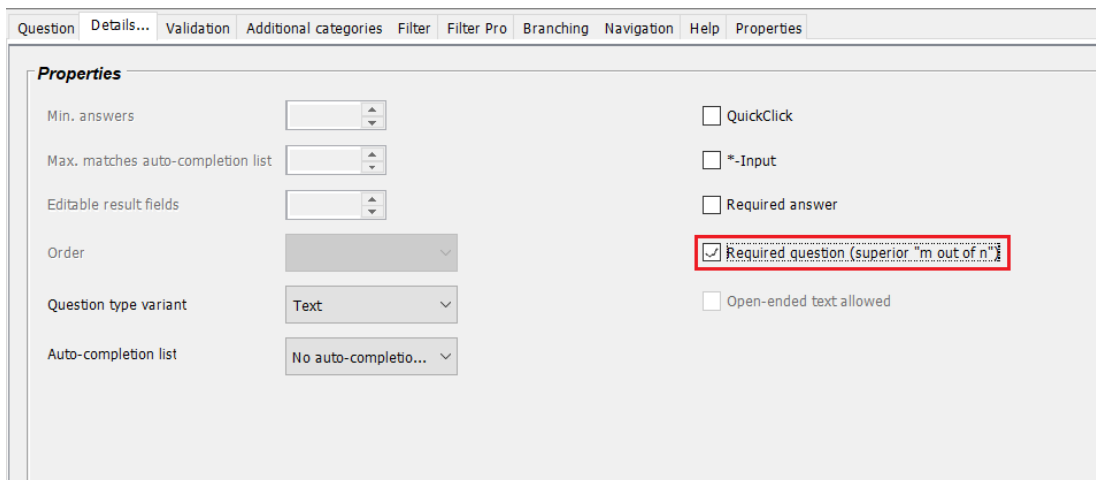 Question Details... Validation Additional categories Filter Filter Pro Branching Navigation Help Properties
Properties
Min. answers
QuickClick
Max. matches auto-completion list
*-Input
Editable result fields
Required answer
Order
Required question (superior "m out of n")
Question type variant
Text
Open-ended text allowed
Auto-completion list
No auto-completio...